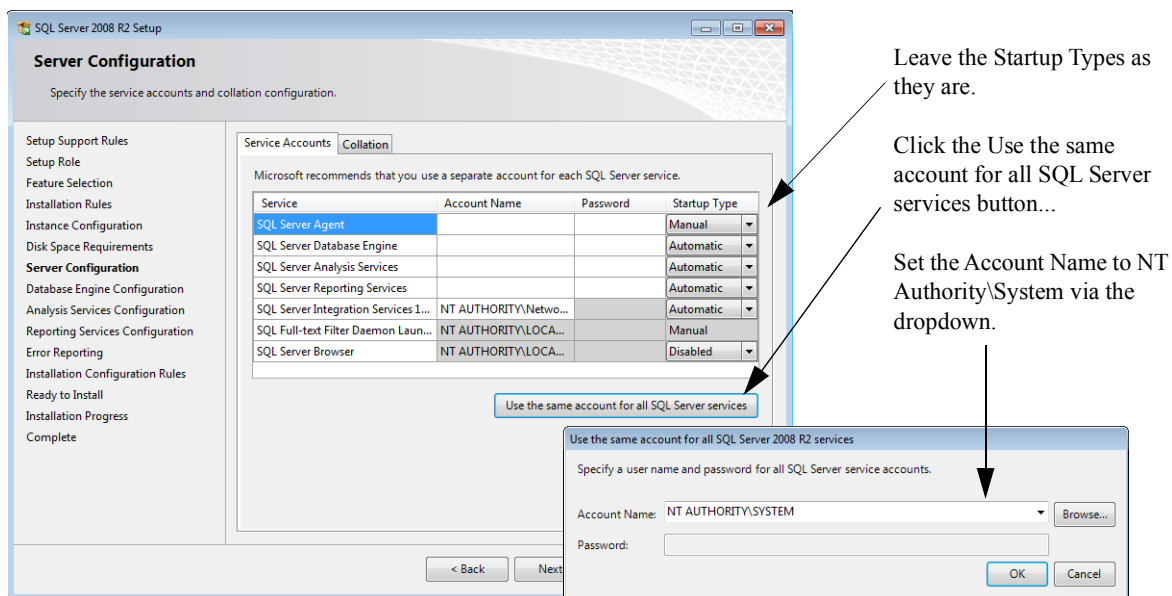 SQL Server 2008 R2 Setup
Server Configuration
Specify the service accounts and collation configuration.
Setup Support Rules
Setup Role
Feature Selection
Installation Rules
Instance Configuration
Disk Space Requirements
Server Configuration
Database Engine Configuration
Analysis Services Configuration
Reporting Services Configuration
Error Reporting
Installation Configuration Rules
Ready to Install
Installation Progress
Complete
Service Accounts Collation
Microsoft recommends that you use a separate account for each SQL Server service.
Service Account Name Password Startup Type
SQL Server Agent Manual
SQL Server Database Engine Automatic
SQL Server Analysis Services Automatic
SQL Server Reporting Services Automatic
SQL Server Integration Services 1... NT AUTHORITY\Netwo... Automatic
SQL Full-text Filter Daemon Laun... NT AUTHORITY\LOCA... Manual
SQL Server Browser NT AUTHORITY\LOCA... Disabled
Use the same account for all SQL Server services
< Back Next
Use the same account for all SQL Server 2008 R2 services
Specify a user name and password for all SQL Server service accounts.
Account Name: NT AUTHORITY\SYSTEM Browse...
Password:
OK Cancel
Leave the Startup Types as
they are.
Click the Use the same
account for all SQL Server
services button...
Set the Account Name to NT
Authority\System via the
dropdown.